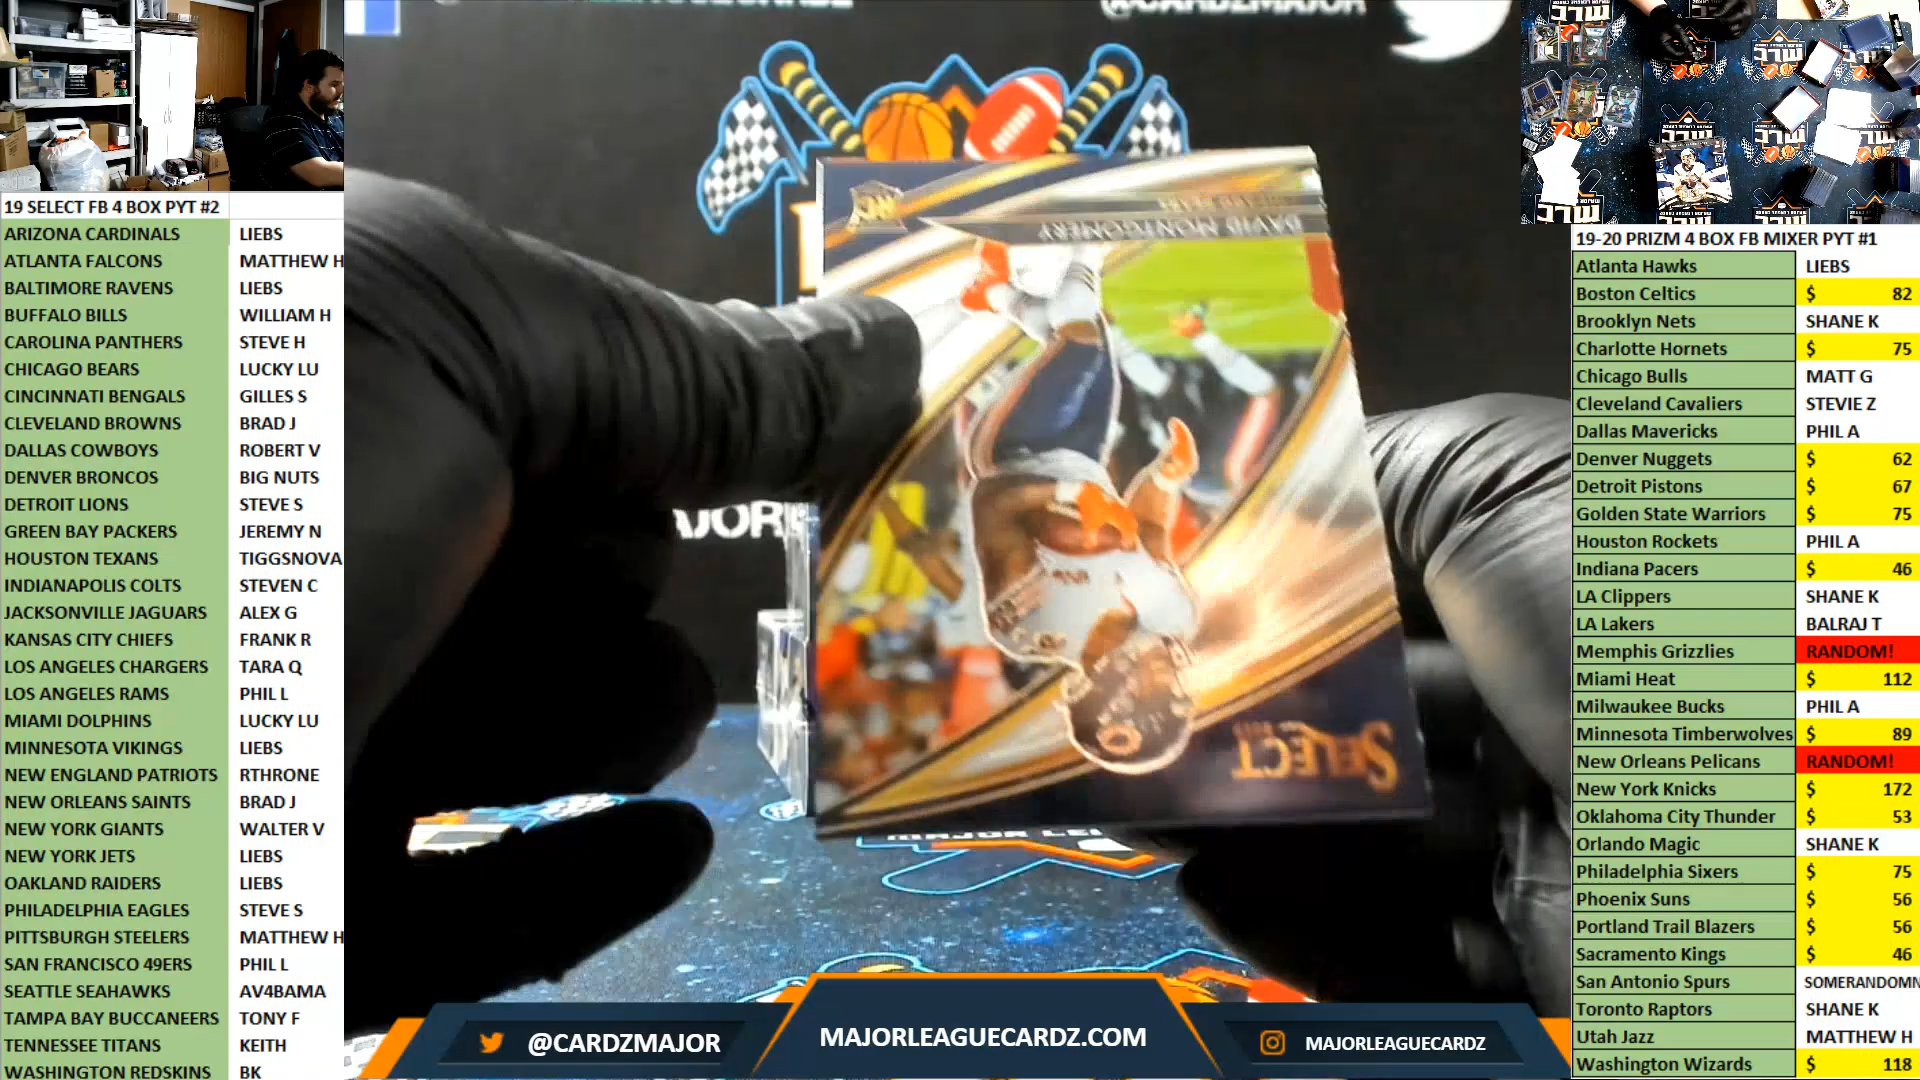 @CARDZMAJOR
19 SELECT FB 4 BOX PYT #2
ARIZONA CARDINALS LIEBS
ATLANTA FALCONS MATTHEW H
BALTIMORE RAVENS LIEBS
BUFFALO BILLS WILLIAM H
CAROLINA PANTHERS STEVE H
CHICAGO BEARS LUCKY LU
CINCINNATI BENGALS GILLES S
CLEVELAND BROWNS BRAD J
DALLAS COWBOYS ROBERT V
DENVER BRONCOS BIG NUTS
DETROIT LIONS STEVE S
GREEN BAY PACKERS JEREMY N
HOUSTON TEXANS TIGGSNOVA
INDIANAPOLIS COLTS STEVEN C
JACKSONVILLE JAGUARS ALEX G
KANSAS CITY CHIEFS FRANK R
LOS ANGELES CHARGERS TARA Q
LOS ANGELES RAMS PHIL L
MIAMI DOLPHINS LUCKY LU
MINNESOTA VIKINGS LIEBS
NEW ENGLAND PATRIOTS RTHRONE
NEW ORLEANS SAINTS BRAD J
NEW YORK GIANTS WALTER V
NEW YORK JETS LIEBS
OAKLAND RAIDERS LIEBS
PHILADELPHIA EAGLES STEVE S
PITTSBURGH STEELERS MATTHEW H
SAN FRANCISCO 49ERS PHIL L
SEATTLE SEAHAWKS AV4BAMA
TAMPA BAY BUCCANEERS TONY F
TENNESSEE TITANS KEITH
WASHINGTON REDSKINS BK
RC
DAVID MONTGOMERY
SELECT
19-20 PRIZM 4 BOX FB MIXER PYT #1
Atlanta Hawks LIEBS
Boston Celtics $ 82
Brooklyn Nets SHANE K
Charlotte Hornets $ 75
Chicago Bulls MATT G
Cleveland Cavaliers STEVIE Z
Dallas Mavericks PHIL A
Denver Nuggets $ 62
Detroit Pistons $ 67
Golden State Warriors $ 75
Houston Rockets PHIL A
Indiana Pacers $ 46
LA Clippers SHANE K
LA Lakers BALRAJ T
Memphis Grizzlies RANDOM!
Miami Heat $ 112
Milwaukee Bucks PHIL A
Minnesota Timberwolves $ 89
New Orleans Pelicans RANDOM!
New York Knicks $ 172
Oklahoma City Thunder $ 53
Orlando Magic SHANE K
Philadelphia Sixers $ 75
Phoenix Suns $ 56
Portland Trail Blazers $ 56
Sacramento Kings $ 46
San Antonio Spurs SOMERANDOMN
Toronto Raptors SHANE K
Utah Jazz MATTHEW H
Washington Wizards $ 118
@CARDZMAJOR
MAJORLEAGUECARDZ.COM
MAJORLEAGUECARDZ